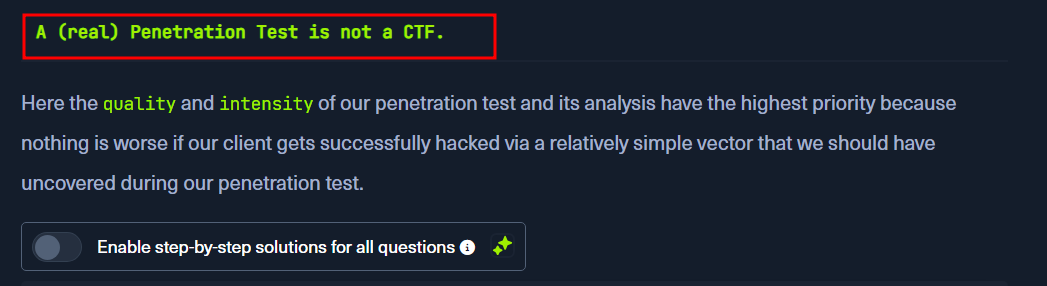 A (real) Penetration Test is not a CTF.
Here the quality and intensity of our penetration test and its analysis have the highest priority because
nothing is worse if our client gets successfully hacked via a relatively simple vector that we should have
uncovered during our penetration test.
Enable step-by-step solutions for all questions